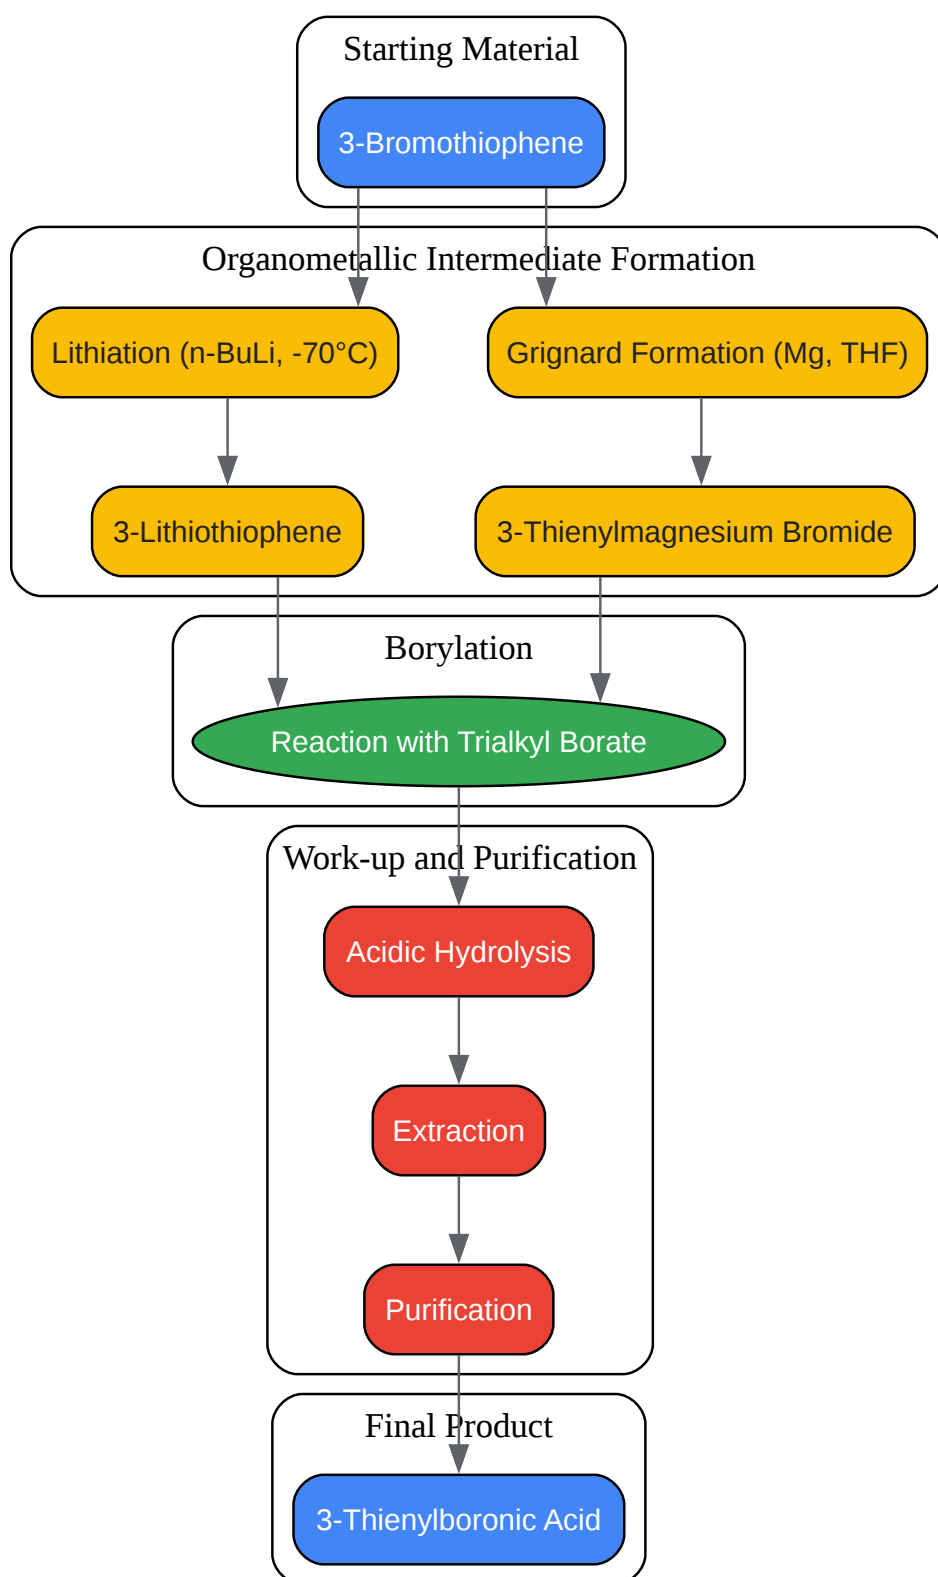 Starting Material
3-Bromothiophene
Organometallic Intermediate Formation
Lithiation (n-BuLi, -70°C)
Grignard Formation (Mg, THF)
3-Lithiothiophene
3-Thienylmagnesium Bromide
Borylation
Reaction with Trialkyl Borate
Work-up and Purification
Acidic Hydrolysis
Extraction
Purification
Final Product
3-Thienylboronic Acid